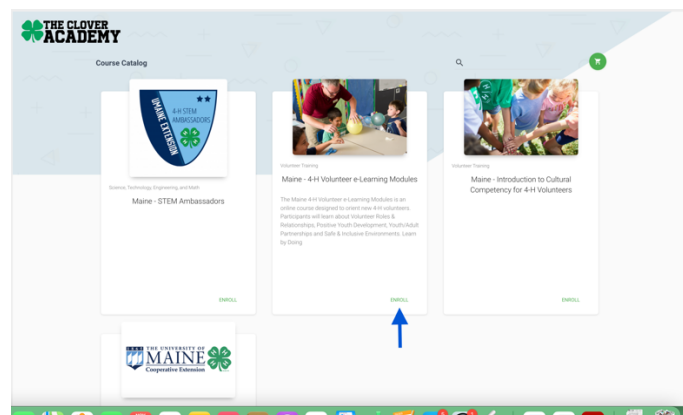 THE CLOVER
ACADEMY
Course Catalog
UMAINE EXTENSION
4-H STEM
AMBASSADORS
Science, Technology, Engineering, and Math
Maine - STEM Ambassadors
ENROLL
Volunteer Training
Maine - 4-H Volunteer e-Learning Modules
The Maine 4-H Volunteer e-Learning Modules is an
online course designed to orient new 4-H volunteers.
Participants will learn about Volunteer Roles &
Relationships, Positive Youth Development, Youth/Adult
Partnerships and Safe & Inclusive Environments. Learn
by Doing
ENROLL
Volunteer Training
Maine - Introduction to Cultural
Competency for 4-H Volunteers
ENROLL
THE UNIVERSITY OF
MAINE
Cooperative Extension